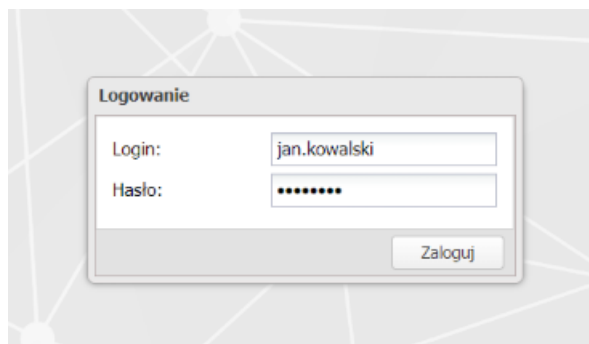 Logowanie
Login: jan.kowalski
Hasło: ••••••••
Zaloguj